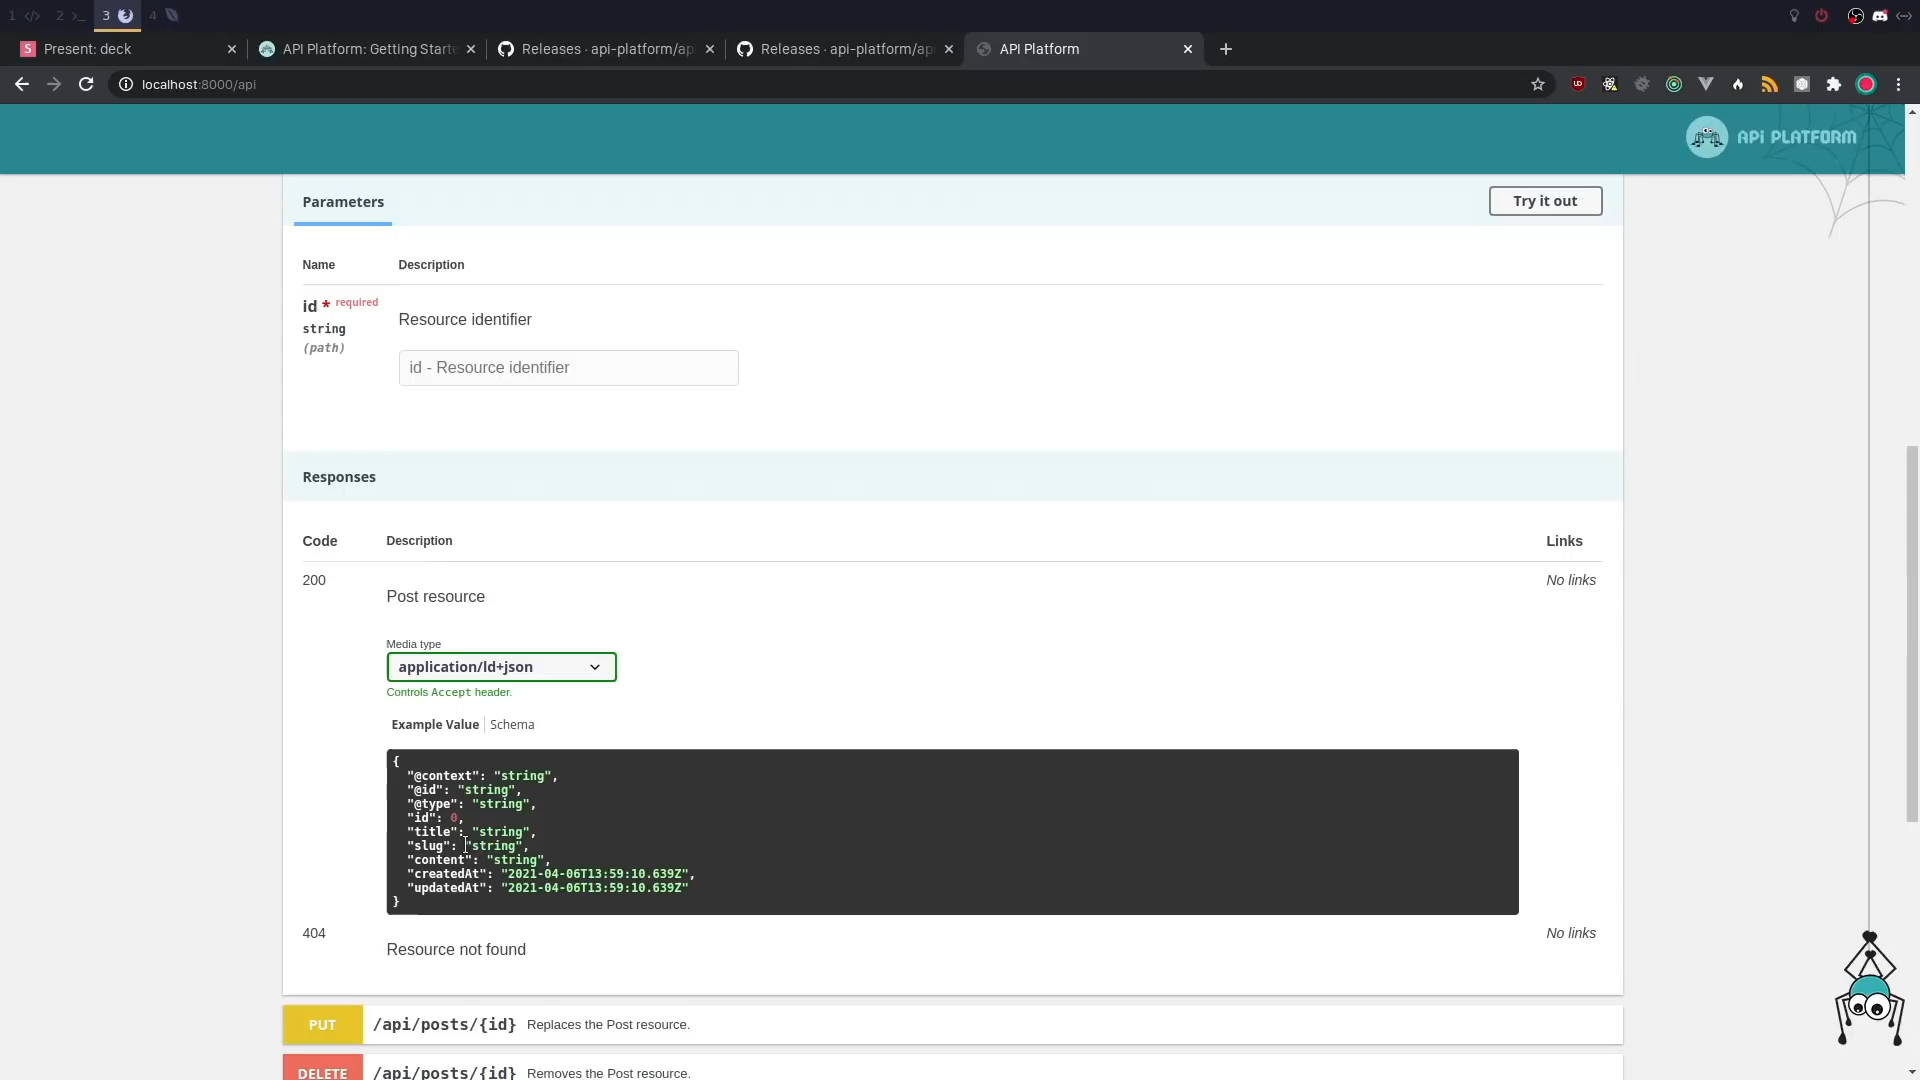 1 2 3 4
Present: deck
API Platform: Getting Starte
Releases · api-platform/ap
Releases · api-platform/ap
API Platform
localhost:8000/api
API PLATFORM
Parameters
Try it out
Name Description
id * required
string
(path)
Resource identifier
id - Resource identifier
Responses
Code Description Links
200 No links
Post resource
Media type
application/ld+json
Controls Accept header.
Example Value Schema
{
"@context": "string",
"@id": "string",
"@type": "string",
"id": 0,
"title": "string",
"slug": "string",
"content": "string",
"createdAt": "2021-04-06T13:59:10.639Z",
"updatedAt": "2021-04-06T13:59:10.639Z"
}
404 No links
Resource not found
PUT /api/posts/{id} Replaces the Post resource.
DELETE /api/posts/{id} Removes the Post resource.